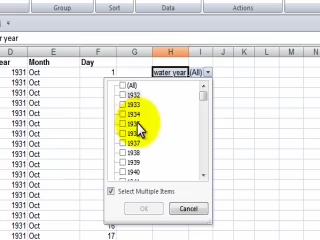 Group Sort Data Actions
r year
D E F G H I J K L M N
ear Month Day
1931 Oct 1 water year (All)
1931 Oct
1931 Oct (All)
1931 Oct 1932
1931 Oct 1933
1931 Oct 1934
1931 Oct
1931 Oct
1931 Oct 1937
1931 Oct 1938
1931 Oct 1939
1931 Oct 1940
1931 Oct
1931 Oct Select Multiple Items
1931 Oct
1931 Oct OK Cancel
1931 Oct 16
1931 Oct 17